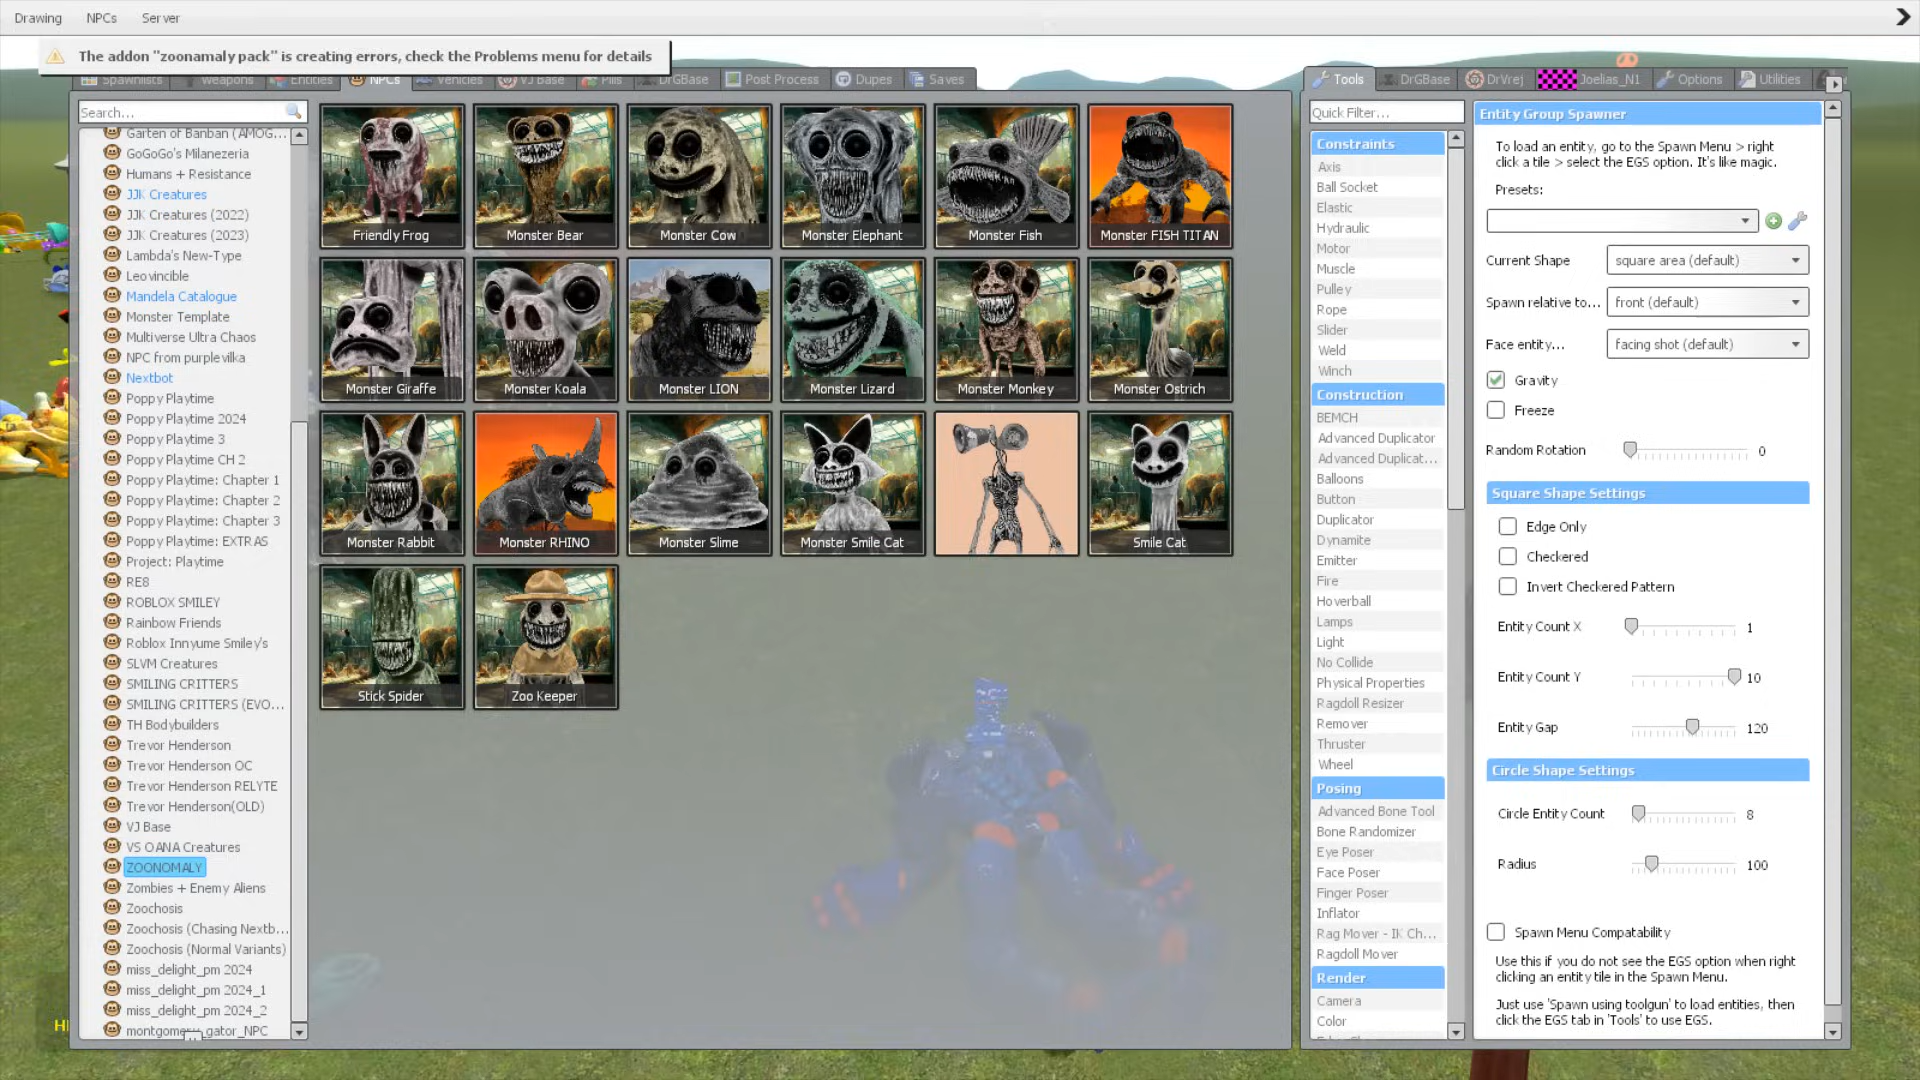 Drawing NPCs Server
The addon "zoonamaly pack" is creating errors, check the Problems menu for details
Spawnlists Weapons Entities NPCs Vehicles VJ Base Pills DrGBase Post Process Dupes Saves
Tools DrGBase DrVrej Joelias_N1 Options Utilities
Search...
Garten of Banban (AMOG...
GoGoGo's Milanezeria
Humans + Resistance
JJK Creatures
JJK Creatures (2022)
JJK Creatures (2023)
Lambda's New-Type
Leovincible
Mandela Catalogue
Monster Template
Multiverse Ultra Chaos
NPC from purplevilka
Nextbot
Poppy Playtime
Poppy Playtime 2024
Poppy Playtime 3
Poppy Playtime CH 2
Poppy Playtime: Chapter 1
Poppy Playtime: Chapter 2
Poppy Playtime: Chapter 3
Poppy Playtime: EXTRAS
Project: Playtime
RE8
ROBLOX SMILEY
Rainbow Friends
Roblox Innyume Smiley's
SLVM Creatures
SMILING CRITTERS
SMILING CRITTERS (EVO...
TH Bodybuilders
Trevor Henderson
Trevor Henderson OC
Trevor Henderson RELYTE
Trevor Henderson(OLD)
VJ Base
VS OANA Creatures
ZOONOMALY
Zombies + Enemy Aliens
Zoochosis
Zoochosis (Chasing Nextb...
Zoochosis (Normal Variants)
miss_delight_pm 2024
miss_delight_pm 2024_1
miss_delight_pm 2024_2
montgomery_gator_NPC
Friendly Frog Monster Bear Monster Cow Monster Elephant Monster Fish Monster FISH TITAN
Monster Giraffe Monster Koala Monster LION Monster Lizard Monster Monkey Monster Ostrich
Monster Rabbit Monster RHINO Monster Slime Monster Smile Cat Smile Cat
Stick Spider Zoo Keeper
Quick Filter...
Constraints
Axis
Ball Socket
Elastic
Hydraulic
Motor
Muscle
Pulley
Rope
Slider
Weld
Winch
Construction
BEMCH
Advanced Duplicator
Advanced Duplicat...
Balloons
Button
Duplicator
Dynamite
Emitter
Fire
Hoverball
Lamps
Light
No Collide
Physical Properties
Ragdoll Resizer
Remover
Thruster
Wheel
Posing
Advanced Bone Tool
Bone Randomizer
Eye Poser
Face Poser
Finger Poser
Inflator
Rag Mover - IK Ch...
Ragdoll Mover
Render
Camera
Color
Entity Group Spawner
To load an entity, go to the Spawn Menu > right
click a tile > select the EGS option. It's like magic.
Presets:
Current Shape square area (default)
Spawn relative to... front (default)
Face entity... facing shot (default)
Gravity
Freeze
Random Rotation 0
Square Shape Settings
Edge Only
Checkered
Invert Checkered Pattern
Entity Count X 1
Entity Count Y 10
Entity Gap 120
Circle Shape Settings
Circle Entity Count 8
Radius 100
Spawn Menu Compatability
Use this if you do not see the EGS option when right
clicking an entity tile in the Spawn Menu.
Just use 'Spawn using toolgun' to load entities, then
click the EGS tab in 'Tools' to use EGS.